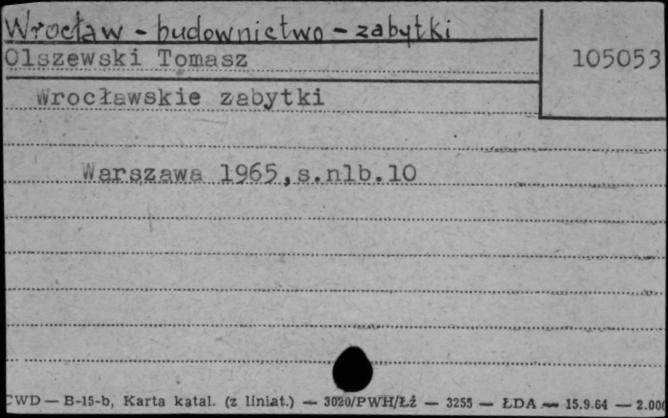 Wrocław - budownictwo - zabytki
Olszewski Tomasz
105053
Wrocławskie zabytki
Warszawa 1965,s.nlb.10
CWD — B-15-b, Karta katal. (z liniat.) — 3020/PWH/Łź — 3255 — ŁDA — 15.9.64 — 2.000